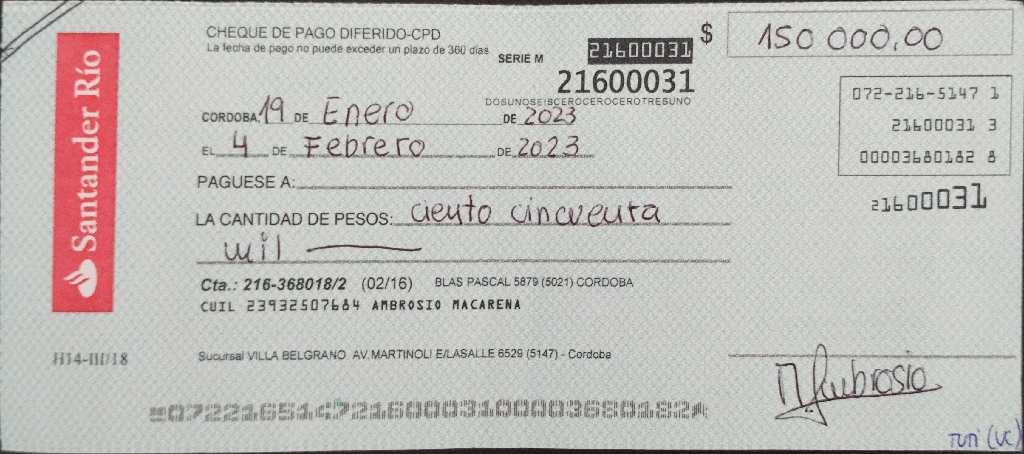 Santander Río
CHEQUE DE PAGO DIFERIDO-CPD
La fecha de pago no puede exceder un plazo de 360 días
SERIE M
21600031
$ 150 000,00
21600031
DOSUNOSEISCEROCEROCEROTRESUNO
072-216-5147 1
21600031 3
00003680182 8
21600031
CORDOBA, 19 DE Enero DE 2023
EL 4 DE Febrero DE 2023
PAGUESE A:
LA CANTIDAD DE PESOS: ciento cincuenta
mil
Cta.: 216-368018/2 (02/16) BLAS PASCAL 5879 (5021) CORDOBA
CUIL 23932507684 AMBROSIO MACARENA
H14-III/18
Sucursal VILLA BELGRANO AV. MARTINOLI E/LASALLE 6529 (5147) - Cordoba
M Ambrosio
07221651472160003100003680182
TUTI (UC)